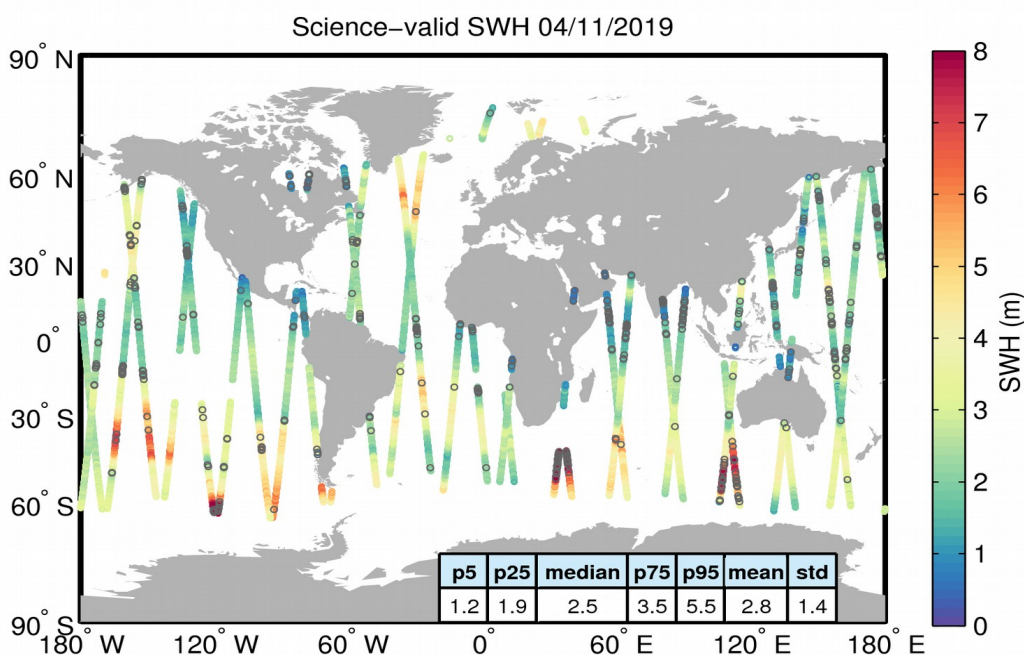 Science−valid SWH 04/11/2019
90° N
60° N
30° N
0°
30° S
60° S
90° S
180° W
120° W
60° W
0°
60° E
120° E
180° E
p5 p25 median p75 p95 mean std
1.2 1.9 2.5 3.5 5.5 2.8 1.4
8
7
6
5
4
3
2
1
0
SWH (m)